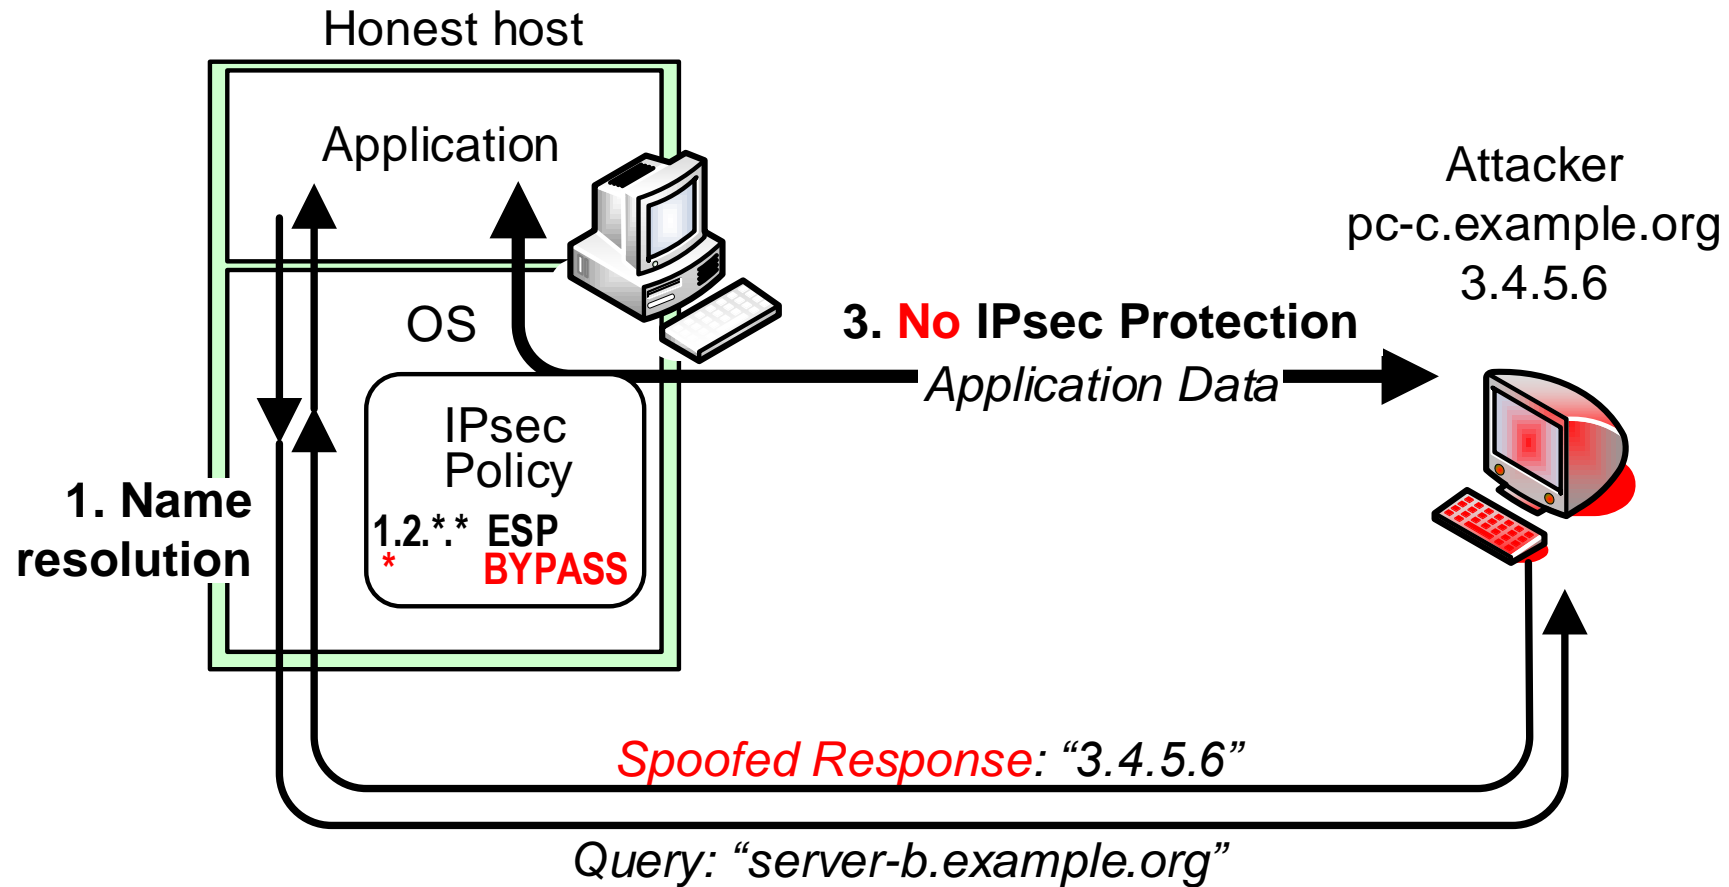 Honest host
Application
Attacker
pc-c.example.org
3.4.5.6
OS
3. No IPsec Protection
Application Data
IPsec
Policy
1.2.*.* ESP
* BYPASS
1. Name
resolution
Spoofed Response: “3.4.5.6”
Query: “server-b.example.org”